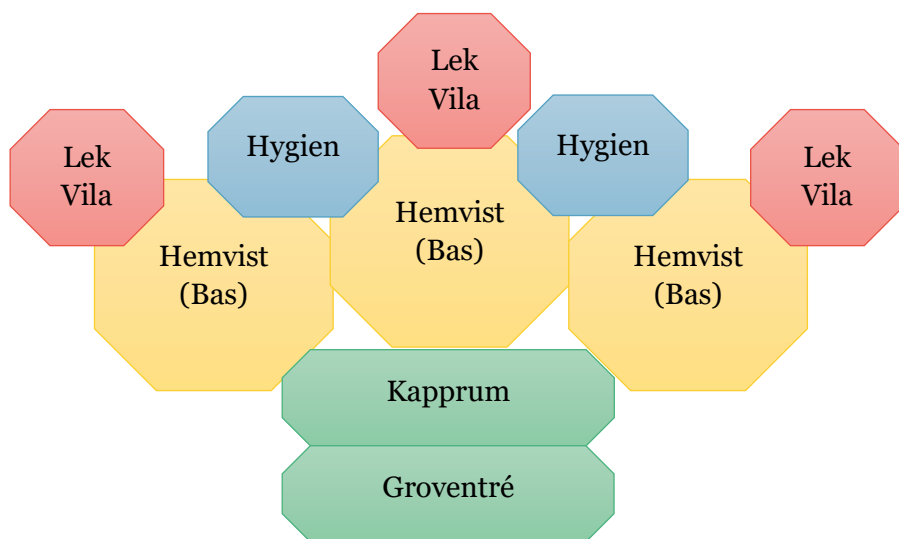 Lek
Vila
Lek
Vila
Hygien
Hygien
Lek
Vila
Hemvist
(Bas)
Hemvist
(Bas)
Hemvist
(Bas)
Kapprum
Groventré